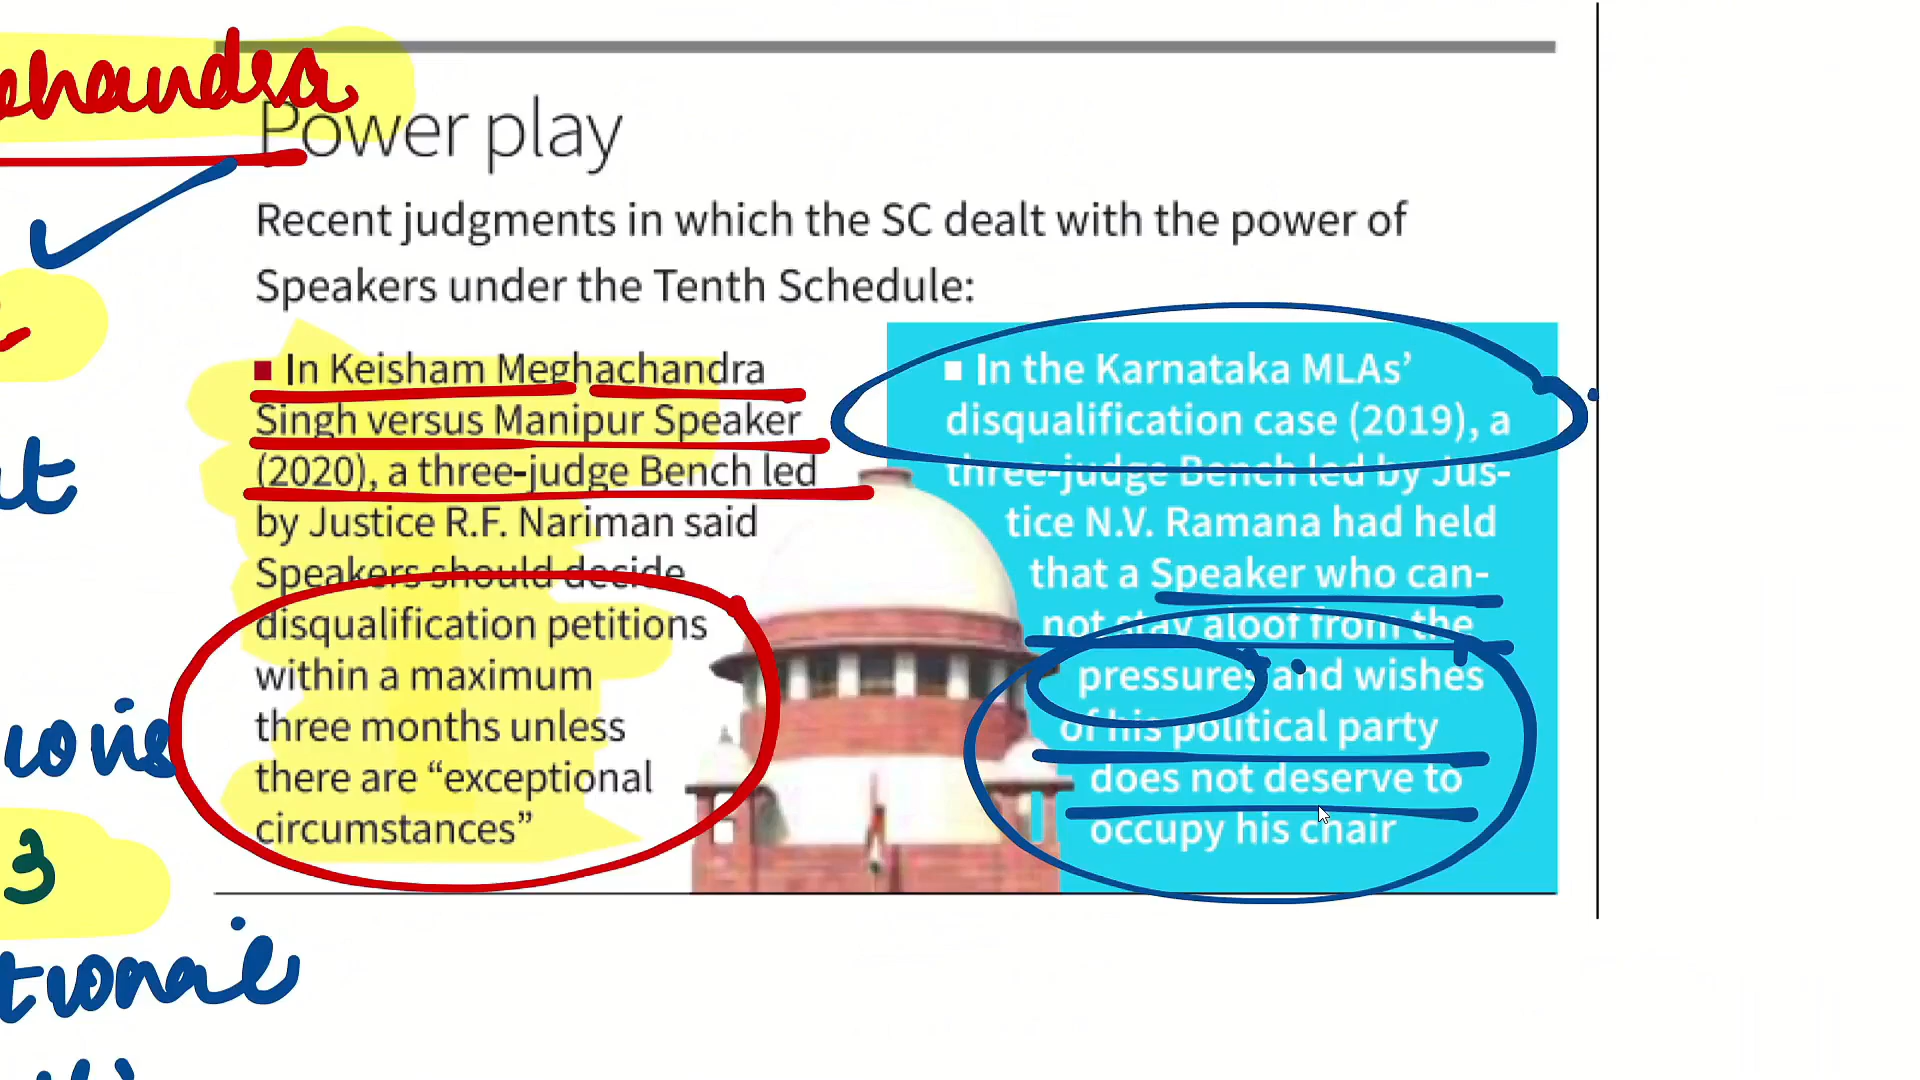 Power play
Recent judgments in which the SC dealt with the power of
Speakers under the Tenth Schedule:
■ In Keisham Meghachandra
Singh versus Manipur Speaker
(2020), a three-judge Bench led
by Justice R.F. Nariman said
Speakers should decide
disqualification petitions
within a maximum
three months unless
there are “exceptional
circumstances”
■ In the Karnataka MLAs’
disqualification case (2019), a
three-judge Bench led by Jus-
tice N.V. Ramana had held
that a Speaker who can-
not stay aloof from the
pressures and wishes
of his political party
does not deserve to
occupy his chair
3